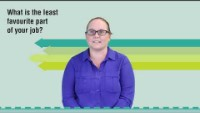 What is the least
favourite part
of your job?